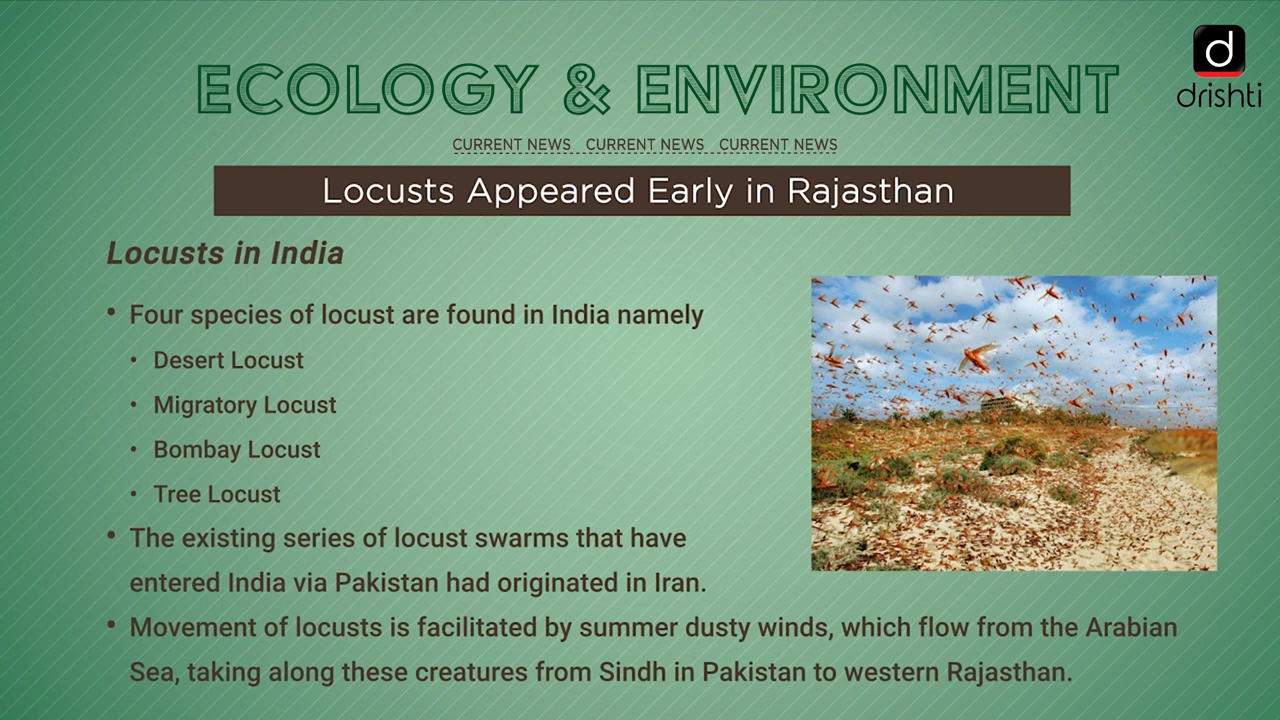 ECOLOGY & ENVIRONMENT
d
drishti
CURRENT NEWS CURRENT NEWS CURRENT NEWS
Locusts Appeared Early in Rajasthan
Locusts in India
• Four species of locust are found in India namely
• Desert Locust
• Migratory Locust
• Bombay Locust
• Tree Locust
• The existing series of locust swarms that have
entered India via Pakistan had originated in Iran.
• Movement of locusts is facilitated by summer dusty winds, which flow from the Arabian
Sea, taking along these creatures from Sindh in Pakistan to western Rajasthan.